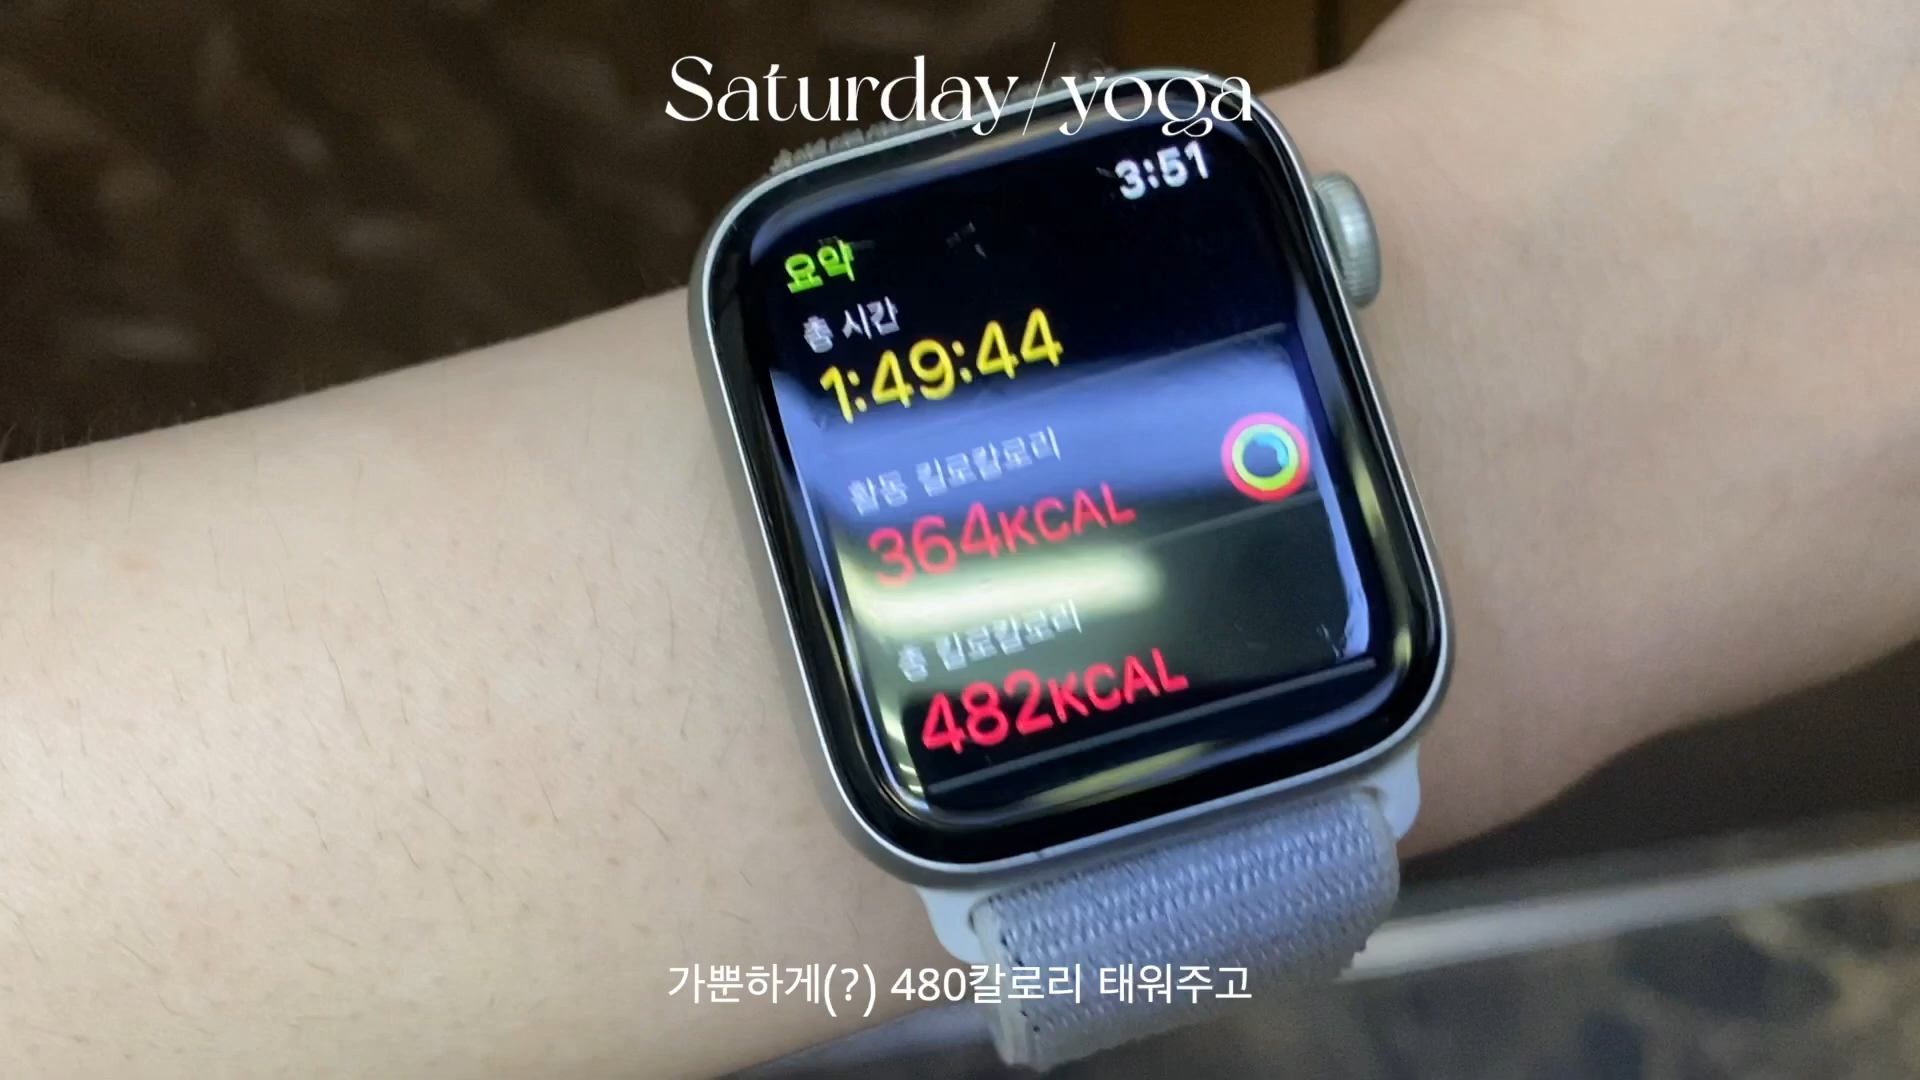 Saturday/yoga
3:51
요약
총 시간
1:49:44
활동 킬로칼로리
364KCAL
총 킬로칼로리
482KCAL
가뿐하게(?) 480칼로리 태워주고